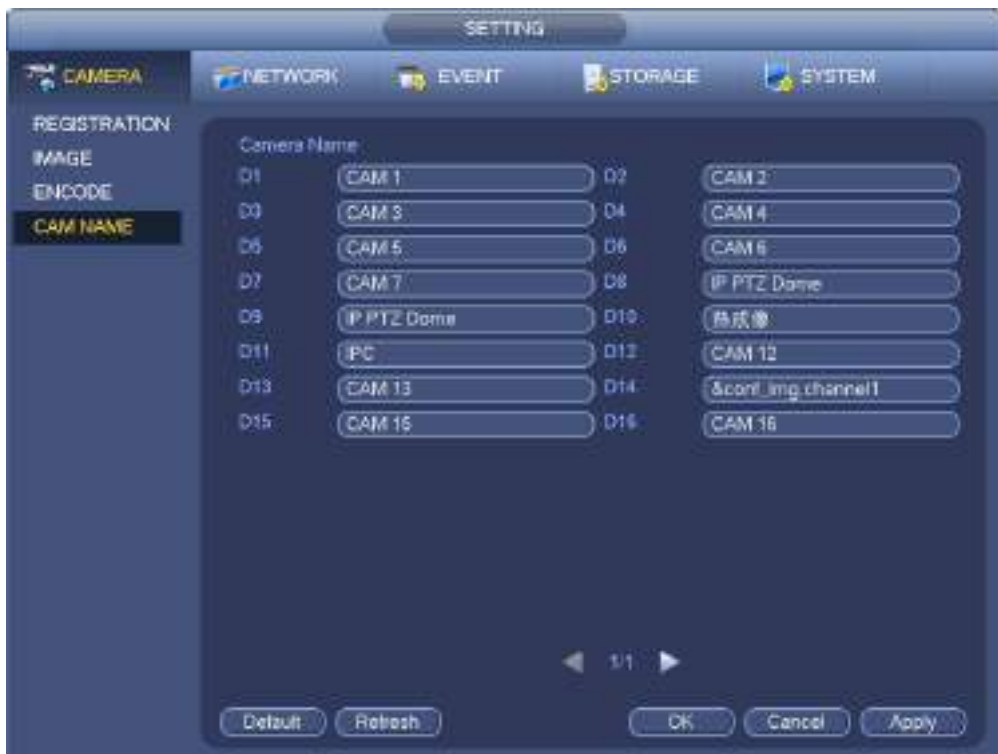 SETTING
CAMERA NETWORK EVENT STORAGE SYSTEM
REGISTRATION
IMAGE
ENCODE
CAM NAME
Camera Name
D1 CAM 1 D2 CAM 2
D3 CAM 3 D4 CAM 4
D5 CAM 5 D6 CAM 6
D7 CAM 7 D8 IP PTZ Dome
D9 IP PTZ Dome D10 热成像
D11 IPC D12 CAM 12
D13 CAM 13 D14 &conf_img.channel1
D15 CAM 15 D16 CAM 16
1/1
Default Refresh OK Cancel Apply